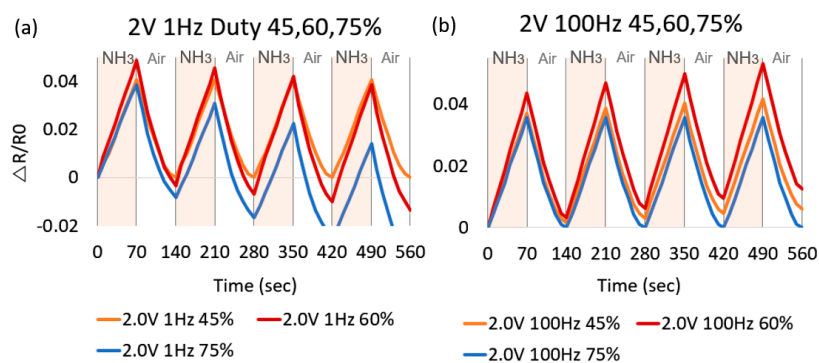 (a) 2V 1Hz Duty 45,60,75%
NH3 Air NH3 Air NH3 Air NH3 Air
0.04
0.02
0
-0.02
△R/R0
0 70 140 210 280 350 420 490 560
Time (sec)
2.0V 1Hz 45% 2.0V 1Hz 60%
2.0V 1Hz 75%
(b) 2V 100Hz 45,60,75%
NH3 Air NH3 Air NH3 Air NH3 Air
0.04
0.02
0
0 70 140 210 280 350 420 490 560
Time (sec)
2.0V 100Hz 45% 2.0V 100Hz 60%
2.0V 100Hz 75%